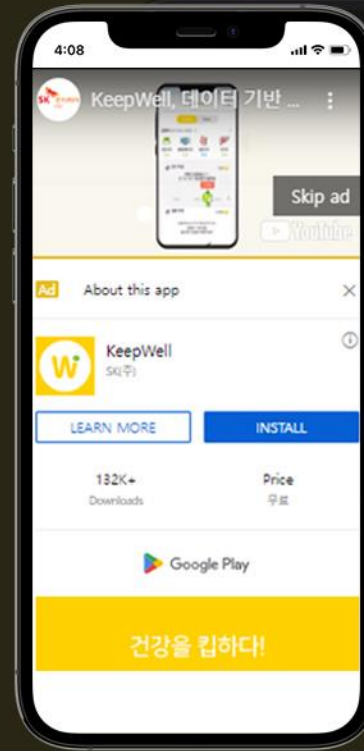 4:08
SK
KeepWell, 데이터 기반 ...
Skip ad
YouTube
Ad
About this app
W
KeepWell
SK(주)
LEARN MORE
INSTALL
132K+
Downloads
Price
무료
Google Play
건강을 킵하다!